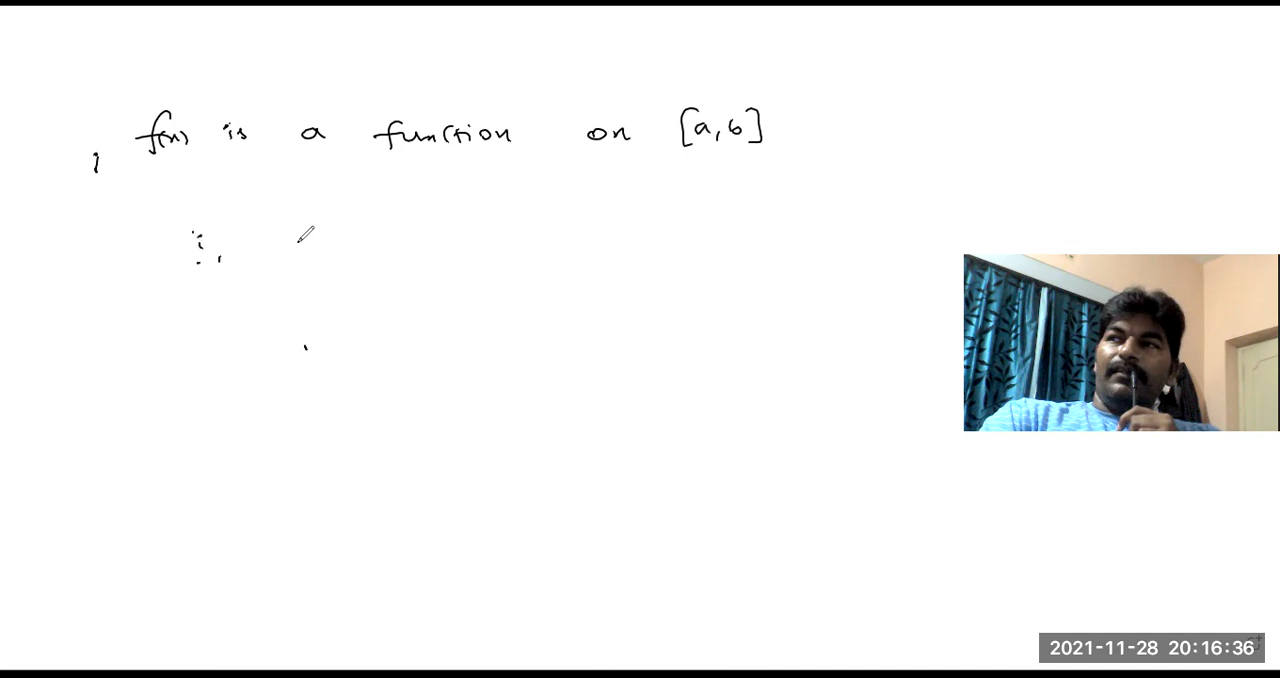 f(x) is a function on [a, b]
i,
2021-11-28 20:16:36